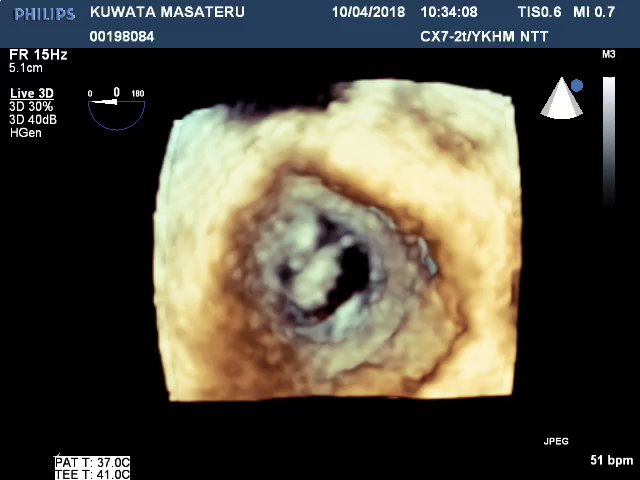 PHILIPS KUWATA MASATERU 10/04/2018 10:34:08 TIS0.6 MI 0.7
00198084 CX7-2t/YKHM NTT
FR 15Hz
5.1cm
M3
Live 3D
3D 30%
3D 40dB
HGen
0 0 180
JPEG
PAT T: 37.0C
TEE T: 41.0C
51 bpm